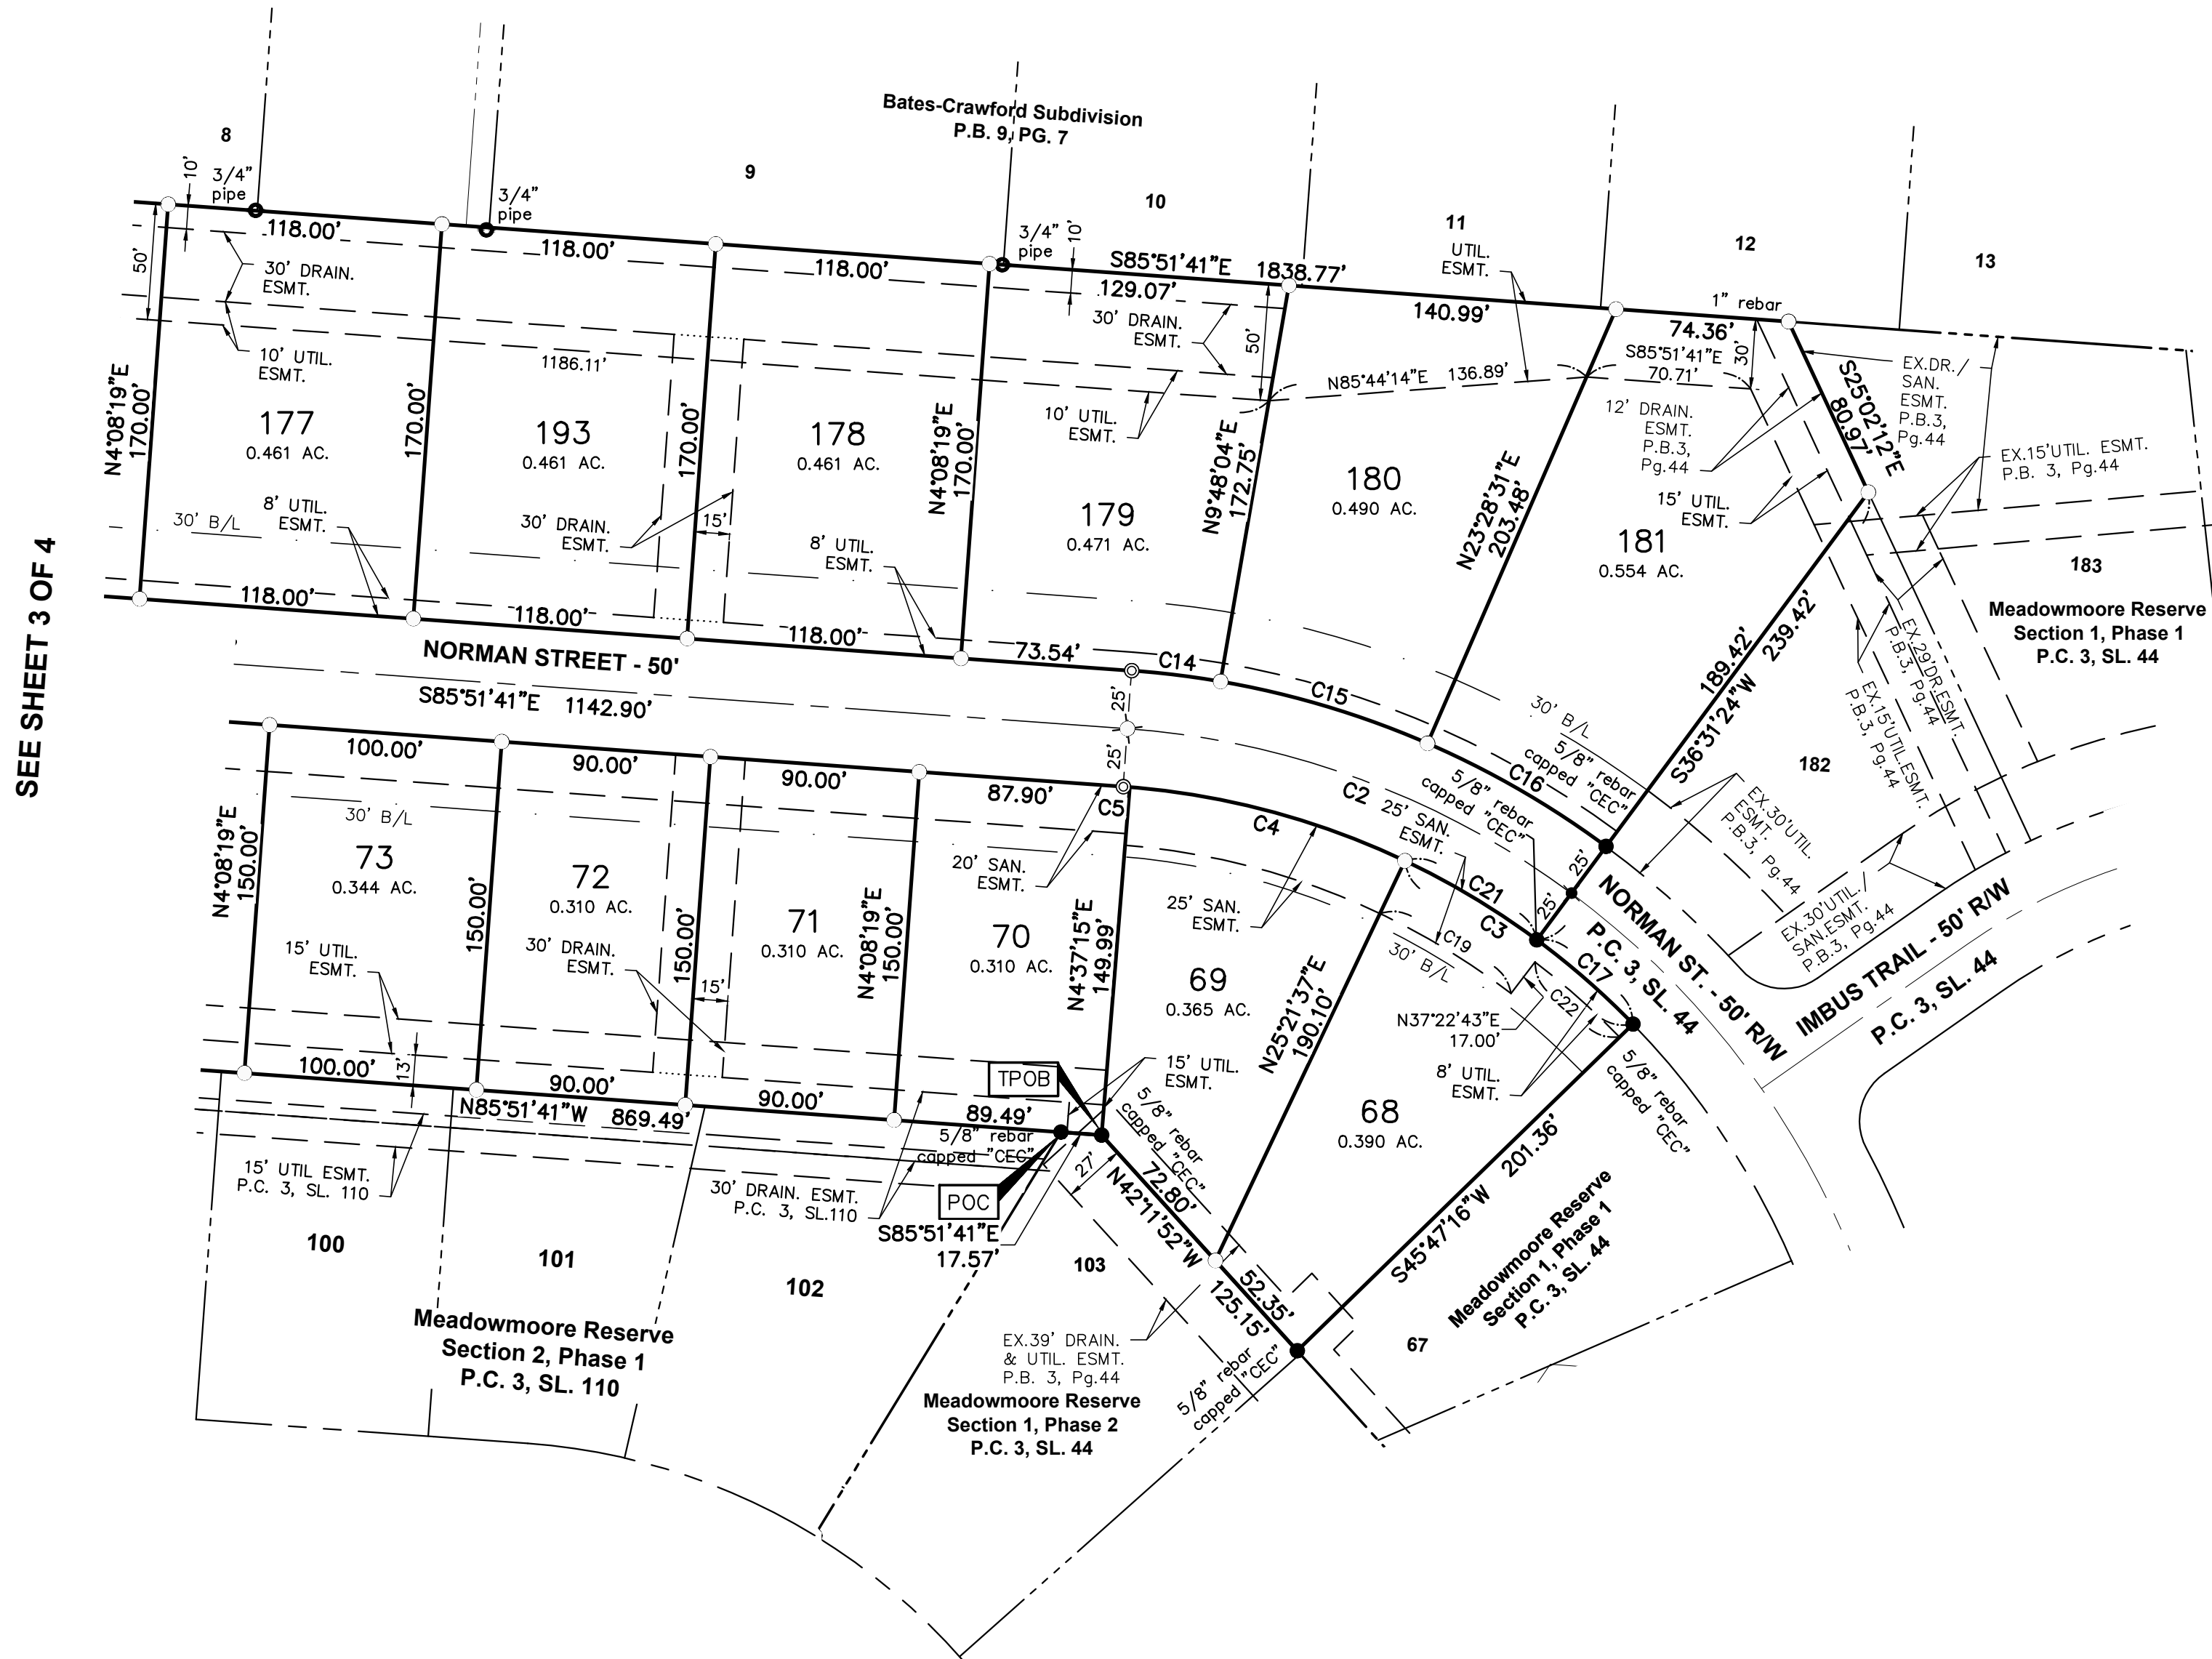 Bates-Crawford Subdivision
P.B. 9, PG. 7
8
9
10
11
12
13
10'
3/4"
pipe
3/4"
pipe
3/4"
pipe
10'
UTIL.
ESMT.
1" rebar
50'
118.00'
118.00'
118.00'
S85°51'41"E 1838.77'
129.07'
140.99'
74.36'
30' DRAIN.
ESMT.
30' DRAIN.
ESMT.
50'
S85°51'41"E
70.71'
30'
10' UTIL.
ESMT.
1186.11'
N85°44'14"E 136.89'
10' UTIL.
ESMT.
12' DRAIN.
ESMT.
P.B.3,
Pg.44
S25°02'12"E
80.97'
EX.DR./
SAN.
ESMT.
P.B.3,
Pg.44
EX.15'UTIL. ESMT.
P.B. 3, Pg.44
N4°08'19"E
170.00'
177
0.461 AC.
170.00'
193
0.461 AC.
170.00'
178
0.461 AC.
N4°08'19"E
170.00'
179
0.471 AC.
N9°48'04"E
172.75'
180
0.490 AC.
N23°28'31"E
203.48'
181
0.554 AC.
15' UTIL.
ESMT.
183
Meadowmoore Reserve
Section 1, Phase 1
P.C. 3, SL. 44
30' B/L
8' UTIL.
ESMT.
30' DRAIN.
ESMT.
15'
8' UTIL.
ESMT.
118.00'
118.00'
118.00'
73.54'
C14
C15
C16
30' B/L
5/8" rebar
capped "CEC"
189.42'
S36°31'24"W 239.42'
EX.29'DR.ESMT.
P.B.3, Pg.44
EX.15'UTIL.ESMT.
P.B.3, Pg.44
182
SEE SHEET 3 OF 4
NORMAN STREET - 50'
S85°51'41"E 1142.90'
25'
25'
C2
5/8" rebar
capped "CEC"
25'
25'
EX.30'UTIL.
ESMT.
P.B.3, Pg.44
EX.30'UTIL./
SAN.ESMT.
P.B.3, Pg.44
100.00'
90.00'
90.00'
87.90'
C5
C4
25' SAN.
ESMT.
C21
C3
C19
30' B/L
C17
C22
NORMAN ST. - 50' R/W
P.C. 3, SL. 44
IMBUS TRAIL - 50' R/W
P.C. 3, SL. 44
30' B/L
N4°08'19"E
150.00'
73
0.344 AC.
150.00'
72
0.310 AC.
150.00'
71
0.310 AC.
N4°08'19"E
150.00'
20' SAN.
ESMT.
70
0.310 AC.
N4°37'15"E
149.99'
25' SAN.
ESMT.
69
0.365 AC.
N25°21'37"E
190.10'
N37°22'43"E
17.00'
8' UTIL.
ESMT.
5/8" rebar
capped "CEC"
15' UTIL.
ESMT.
30' DRAIN.
ESMT.
15'
13'
TPOB
15' UTIL.
ESMT.
5/8" rebar
capped "CEC"
68
0.390 AC.
100.00'
90.00'
90.00'
89.49'
N85°51'41"W 869.49'
5/8" rebar
capped "CEC"
27'
72.80'
N42°11'52"W
125.15'
52.35'
S45°47'16"W 201.36'
15' UTIL ESMT.
P.C. 3, SL. 110
30' DRAIN. ESMT.
P.C. 3, SL.110
POC
S85°51'41"E
17.57'
100
101
102
103
67
Meadowmoore Reserve
Section 1, Phase 1
P.C. 3, SL. 44
Meadowmoore Reserve
Section 2, Phase 1
P.C. 3, SL. 110
EX.39' DRAIN.
& UTIL. ESMT.
P.B. 3, Pg.44
5/8" rebar
capped "CEC"
Meadowmoore Reserve
Section 1, Phase 2
P.C. 3, SL. 44